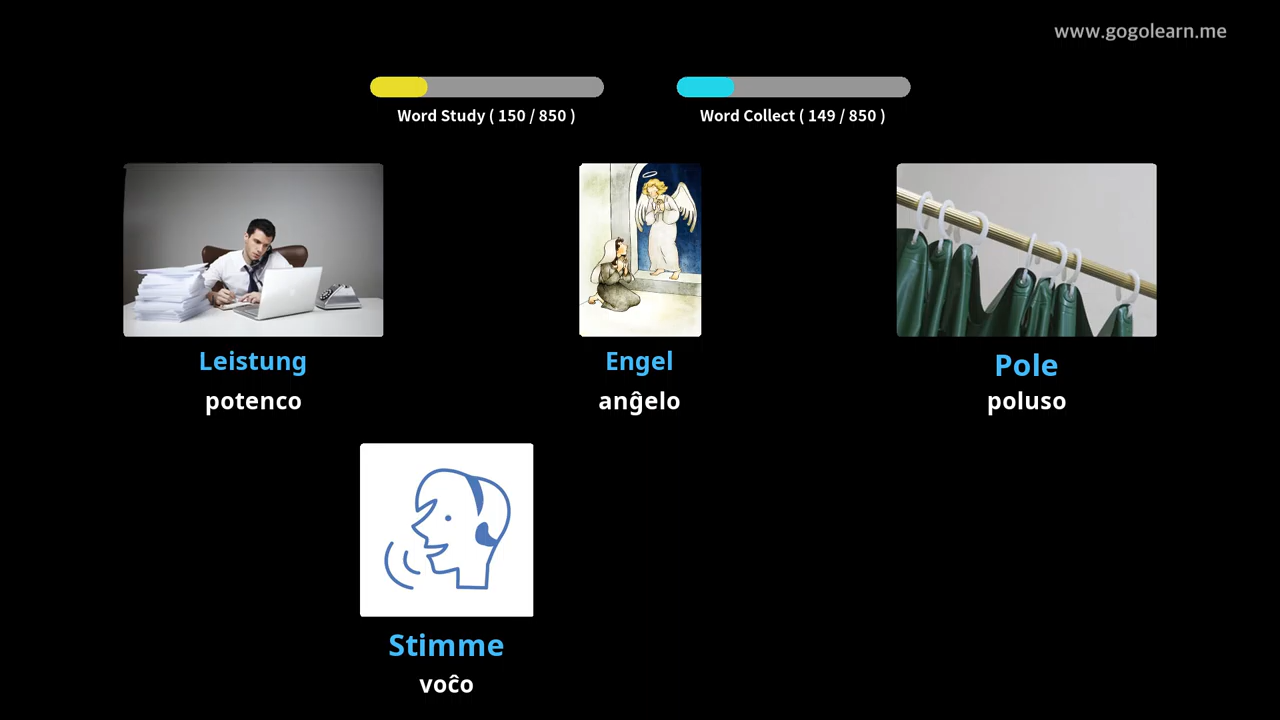 www.gogolearn.me
Word Study ( 150 / 850 )
Word Collect ( 149 / 850 )
Leistung
potenco
Engel
anĝelo
Pole
poluso
Stimme
voĉo